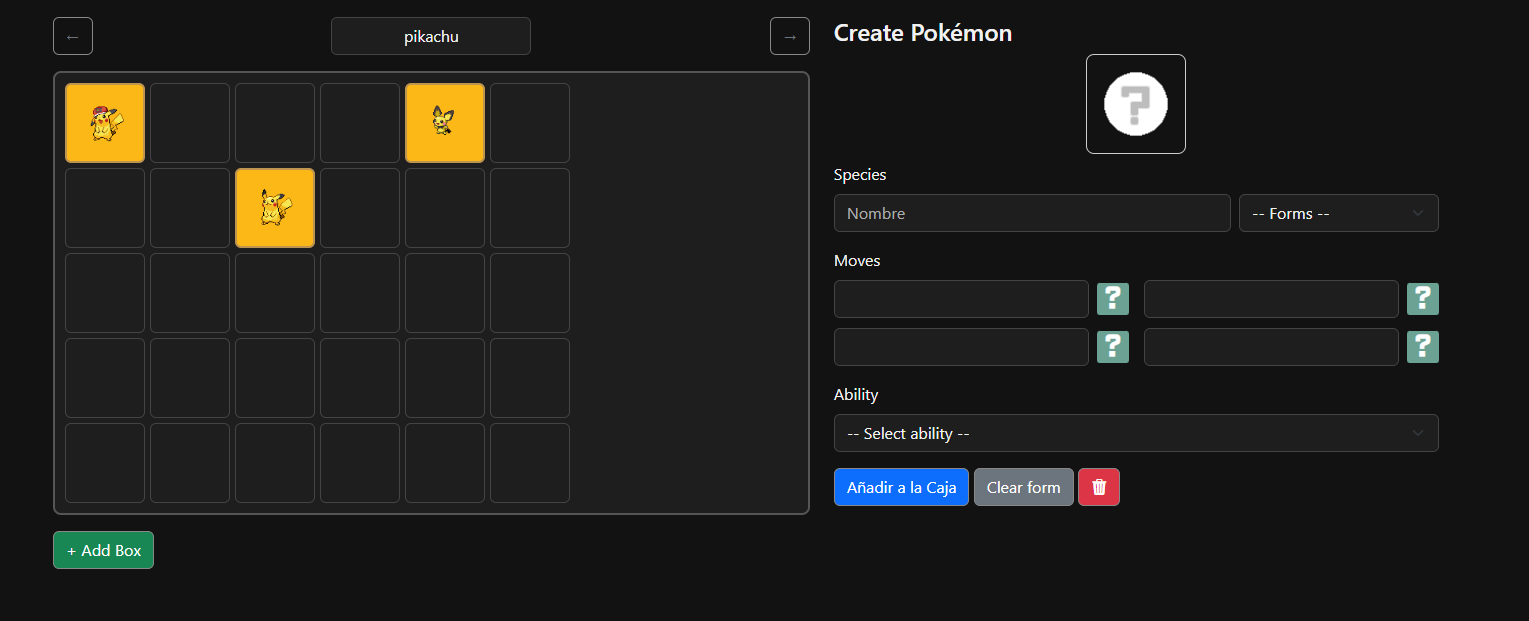 ←
pikachu
→
Create Pokémon
?
Species
Nombre
-- Forms --
Moves
? ?
? ?
Ability
-- Select ability --
Añadir a la Caja
Clear form
+ Add Box